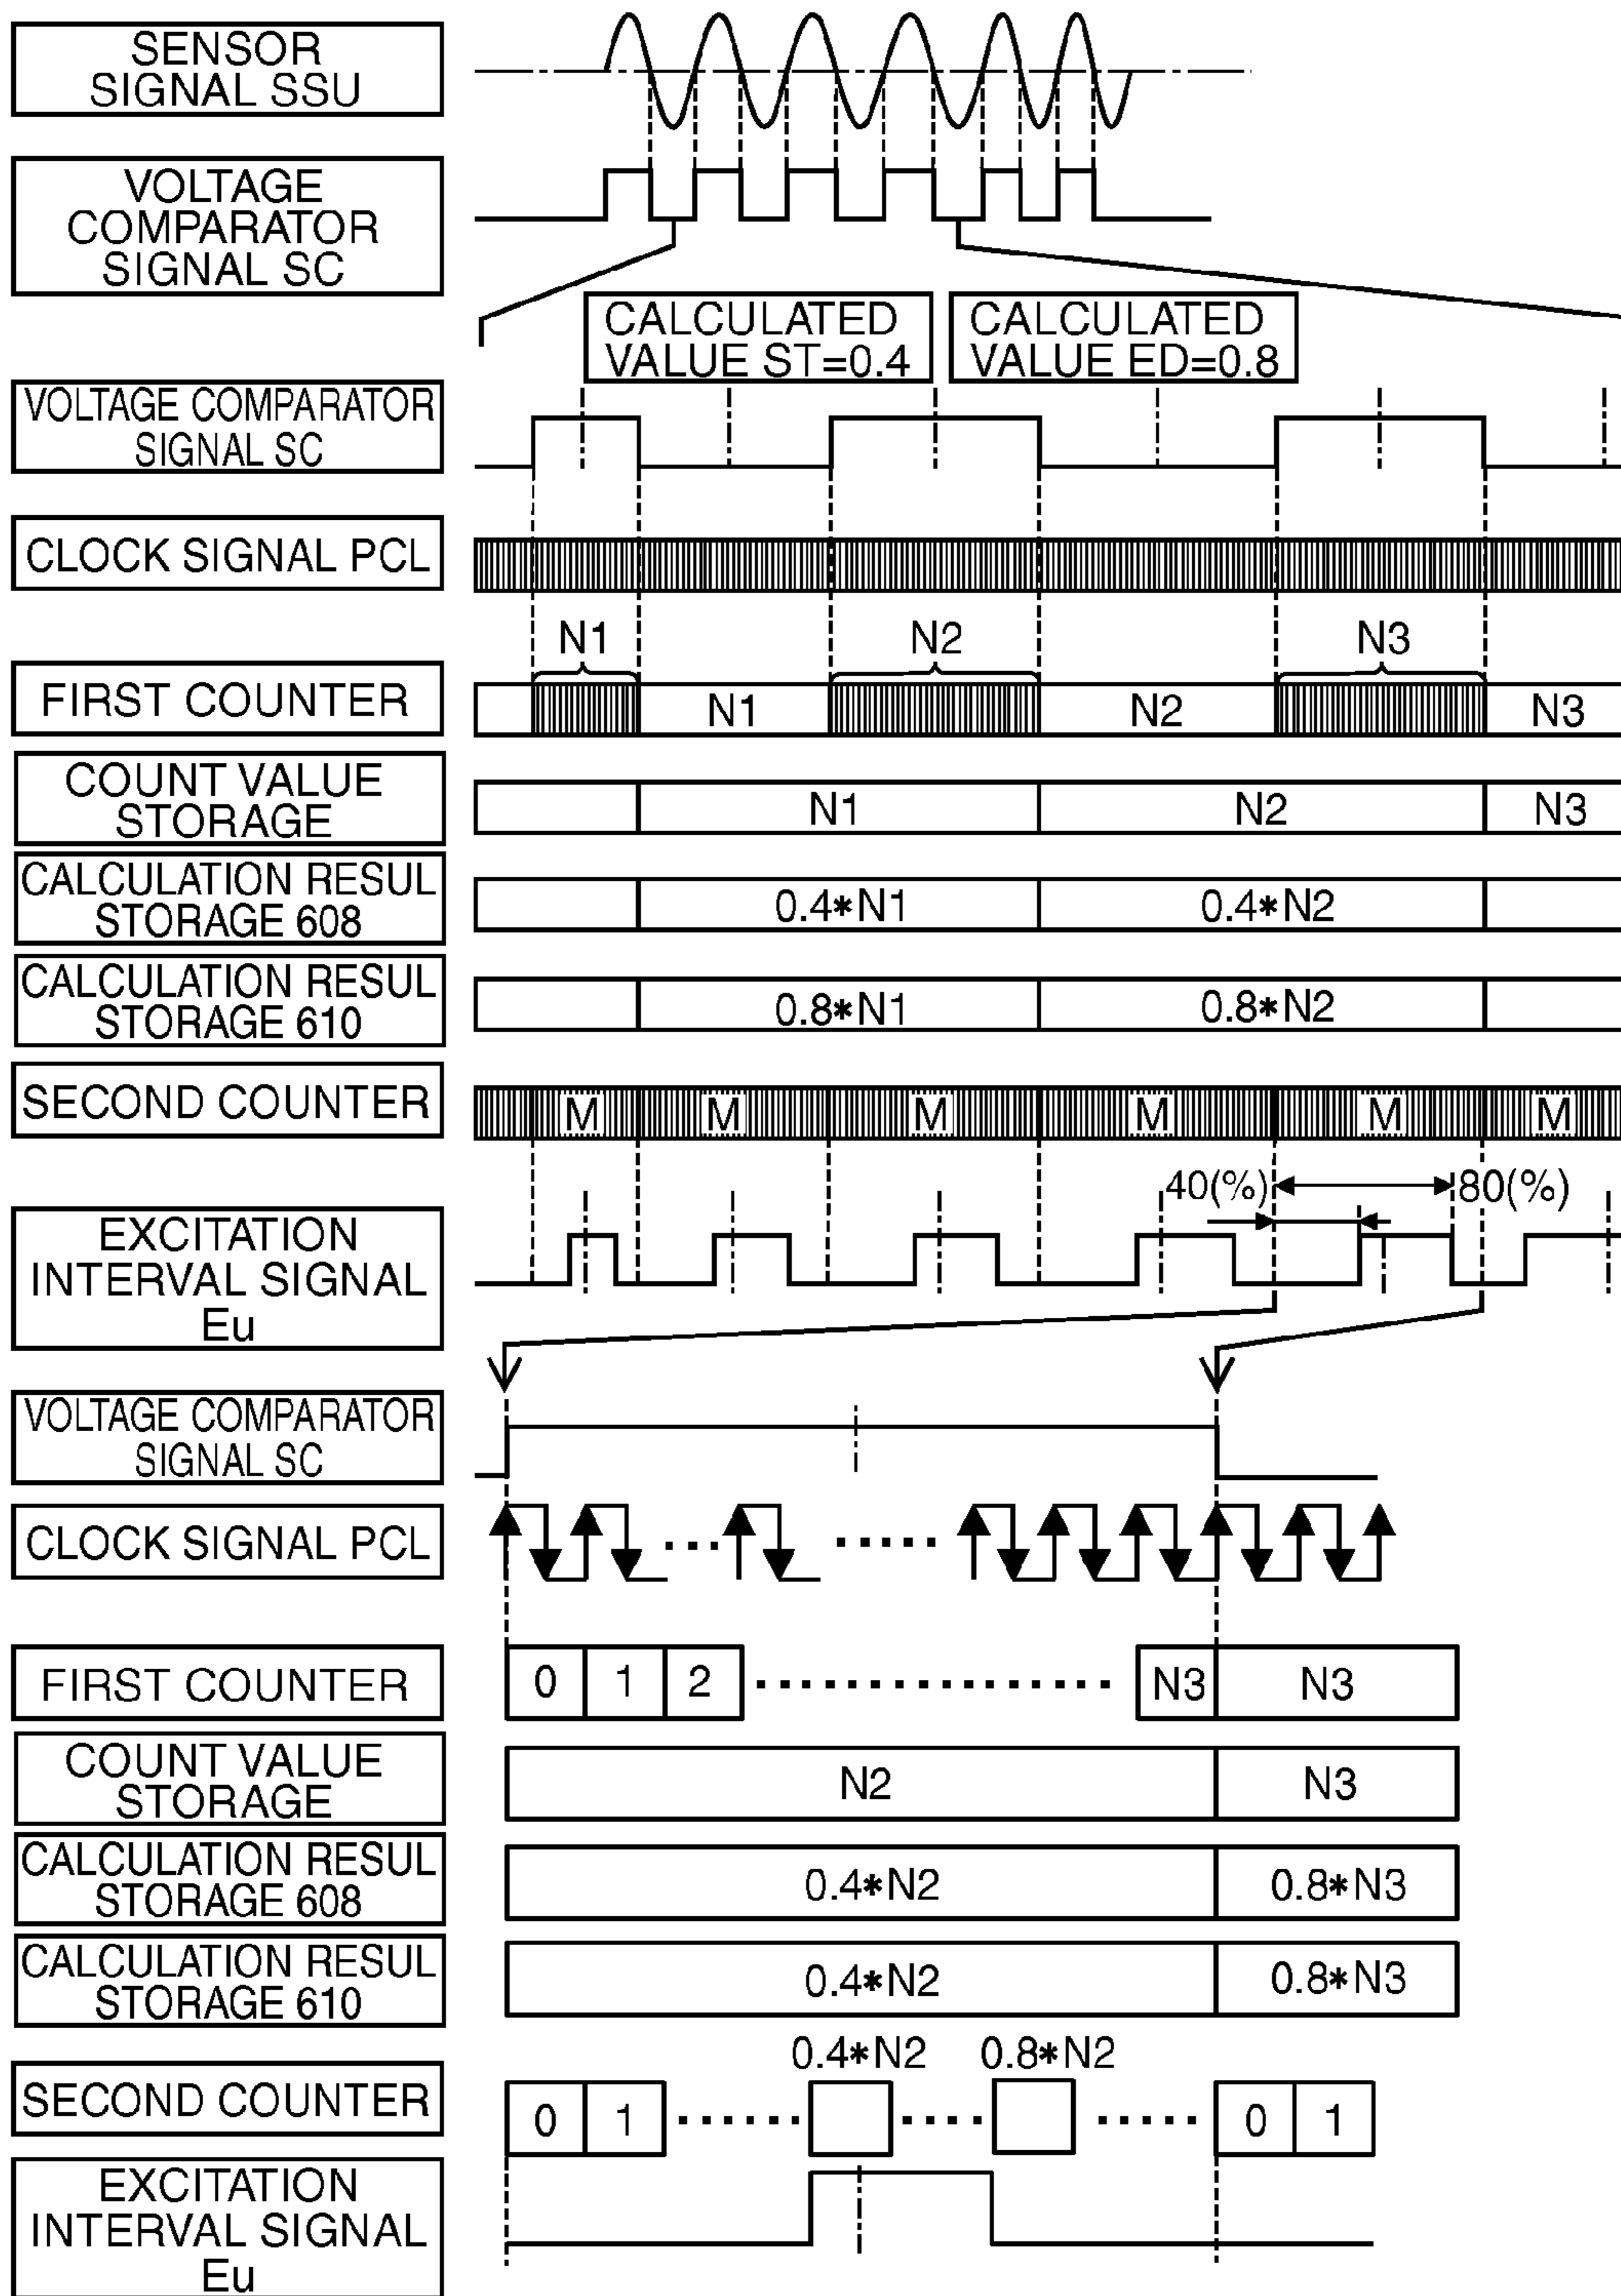 SENSOR
SIGNAL SSU
VOLTAGE
COMPARATOR
SIGNAL SC
CALCULATED
VALUE ST=0.4
CALCULATED
VALUE ED=0.8
VOLTAGE COMPARATOR
SIGNAL SC
CLOCK SIGNAL PCL
N1 N2 N3
FIRST COUNTER
N1 N2 N3
COUNT VALUE
STORAGE
N1 N2 N3
CALCULATION RESUL
STORAGE 608
0.4*N1 0.4*N2
CALCULATION RESUL
STORAGE 610
0.8*N1 0.8*N2
SECOND COUNTER
M M M M M M
40(%) 80(%)
EXCITATION
INTERVAL SIGNAL
Eu
VOLTAGE COMPARATOR
SIGNAL SC
CLOCK SIGNAL PCL
FIRST COUNTER
0 1 2 N3 N3
COUNT VALUE
STORAGE
N2 N3
CALCULATION RESUL
STORAGE 608
0.4*N2 0.8*N3
CALCULATION RESUL
STORAGE 610
0.4*N2 0.8*N3
0.4*N2 0.8*N2
SECOND COUNTER
0 1 0 1
EXCITATION
INTERVAL SIGNAL
Eu